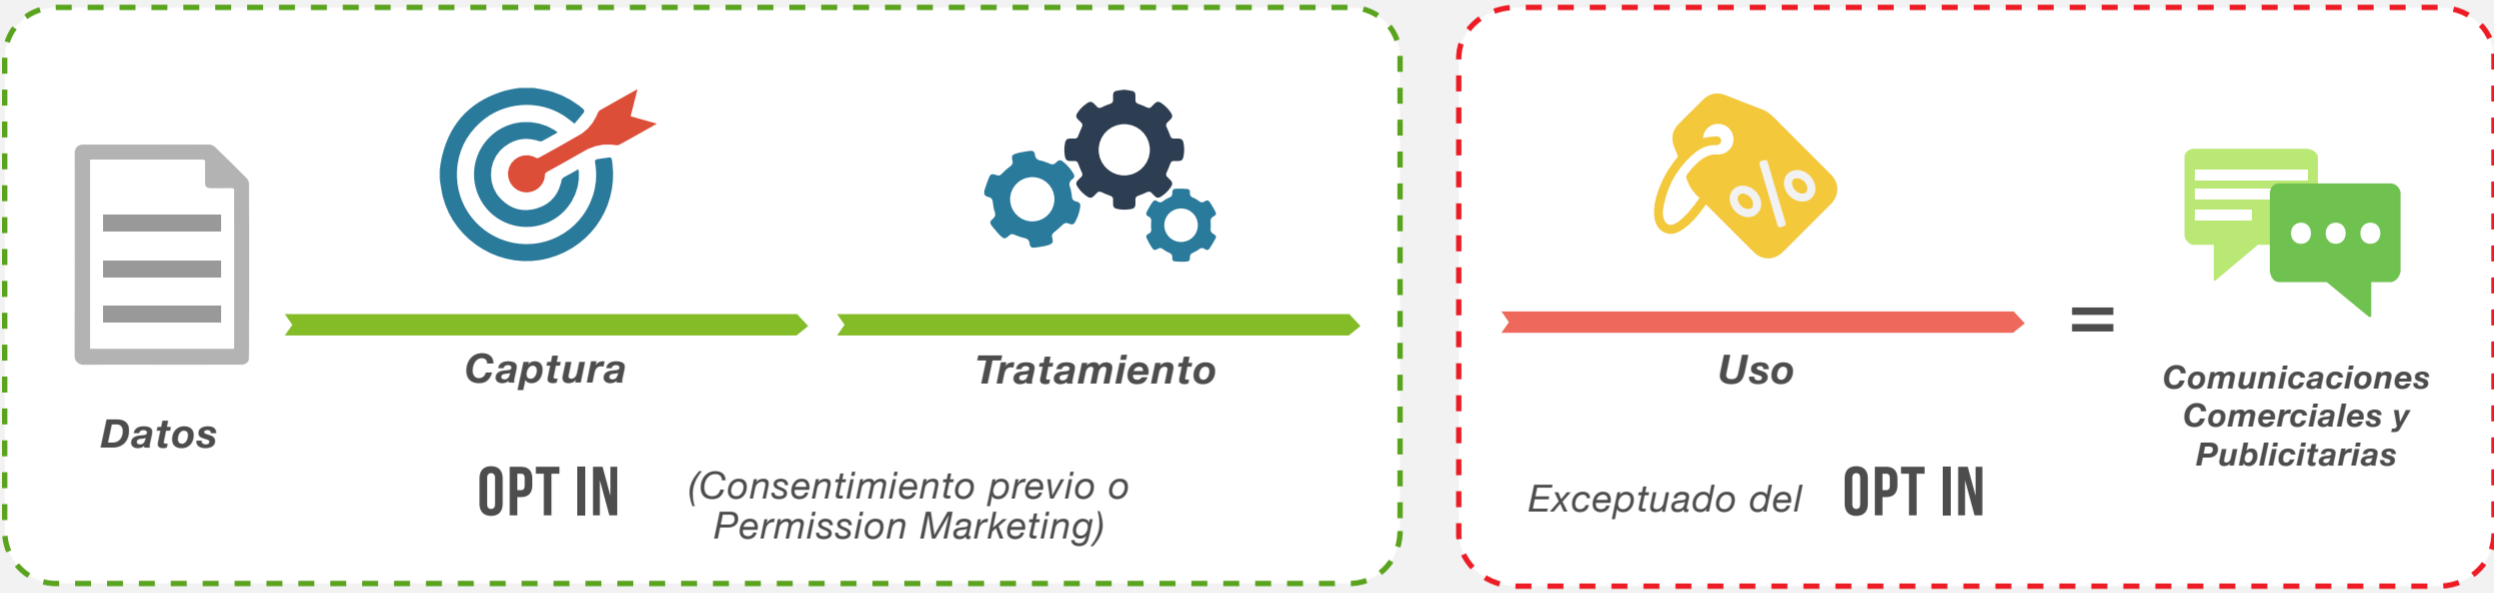 Datos
Captura
Tratamiento
OPT IN
(Consentimiento previo o
Permission Marketing)
Uso
=
Comunicaciones
Comerciales y
Publicitarias
Exceptuado del OPT IN